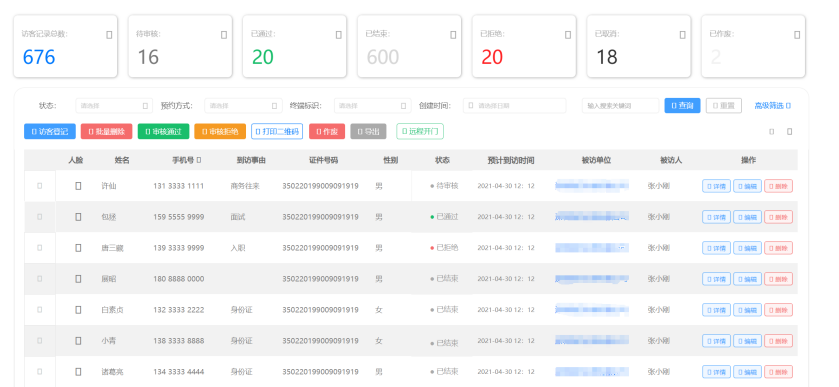 访客记录总数:
676
待审核:
16
已通过:
20
已结束:
600
已拒绝:
20
已取消:
18
已作废:
2
状态: 请选择 预约方式: 请选择 终端标识: 请选择 创建时间: 请选择日期 输入搜索关键词 查询 重置 高级筛选
访客登记 批量删除 审核通过 审核拒绝 打印二维码 作废 导出 远程开门
人脸 姓名 手机号 到访事由 证件号码 性别 状态 预计到访时间 被访单位 被访人 操作
许仙 131 3333 1111 商务往来 350220199009091919 男 待审核 2021-04-30 12：12 张小刚 详情 编辑 删除
包拯 159 5555 9999 面试 350220199009091919 男 已通过 2021-04-30 12：12 张小刚 详情 编辑 删除
唐三藏 139 3333 9999 入职 350220199009091919 男 已拒绝 2021-04-30 12：12 张小刚 详情 编辑 删除
展昭 180 8888 0000 350220199009091919 男 已结束 2021-04-30 12：12 张小刚 详情 编辑 删除
白素贞 132 3333 2222 身份证 350220199009091919 女 已结束 2021-04-30 12：12 张小刚 详情 编辑 删除
小青 138 3333 8888 身份证 350220199009091919 女 已结束 2021-04-30 12：12 张小刚 详情 编辑 删除
诸葛亮 134 3333 4444 身份证 350220199009091919 男 已结束 2021-04-30 12：12 张小刚 详情 编辑 删除